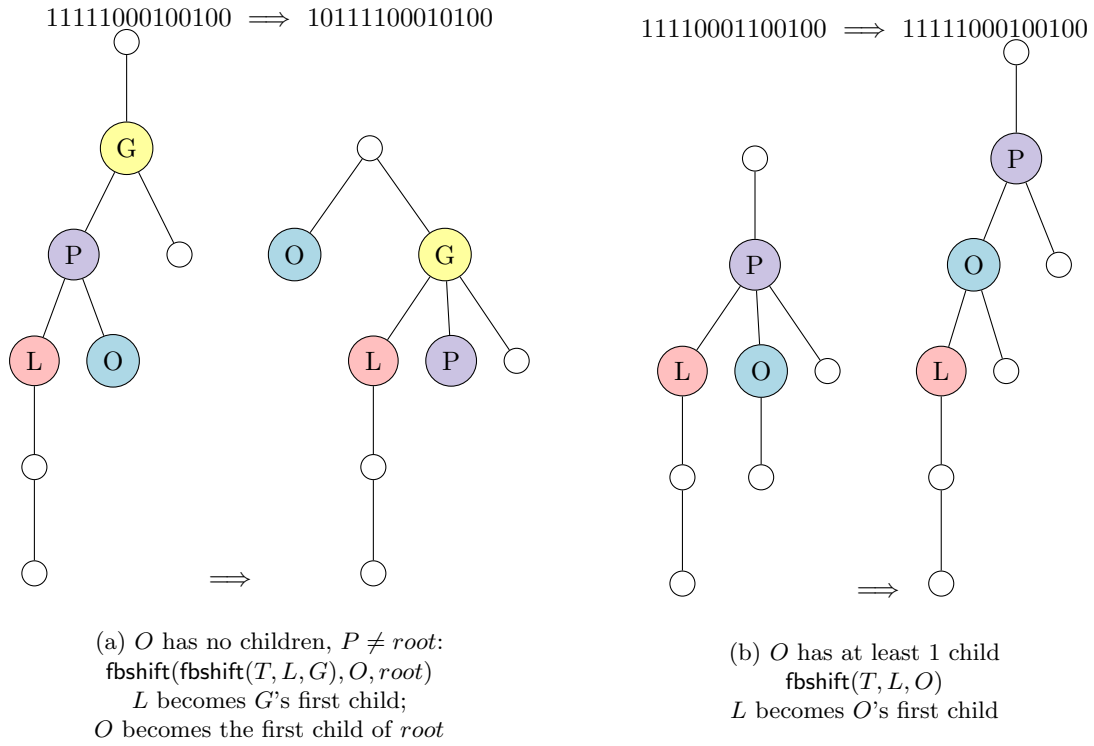 11111000100100 ⟹ 10111100010100
G
P
L O
⟹
O G
L P
(a) O has no children, P ≠ root:
fbshift(fbshift(T, L, G), O, root)
L becomes G's first child;
O becomes the first child of root
11110001100100 ⟹ 11111000100100
P
L O
⟹
P
O
L
(b) O has at least 1 child
fbshift(T, L, O)
L becomes O's first child